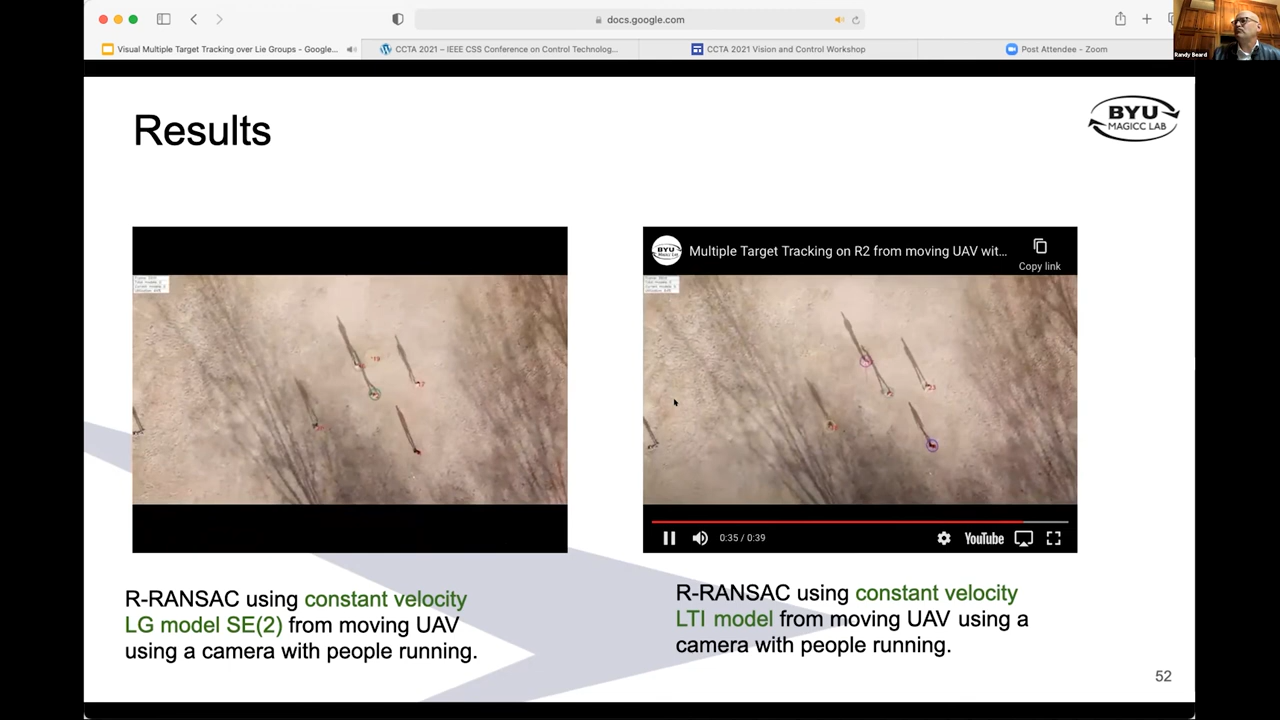 docs.google.com
Visual Multiple Target Tracking over Lie Groups - Google...
CCTA 2021 – IEEE CSS Conference on Control Technolog...
CCTA 2021 Vision and Control Workshop
Post Attendee - Zoom
Randy Beard
Results
BYU
MAGICC LAB
BYU
Multiple Target Tracking on R2 from moving UAV wit...
Copy link
0:35 / 0:39
YouTube
R-RANSAC using constant velocity
LG model SE(2) from moving UAV
using a camera with people running.
R-RANSAC using constant velocity
LTI model from moving UAV using a
camera with people running.
52